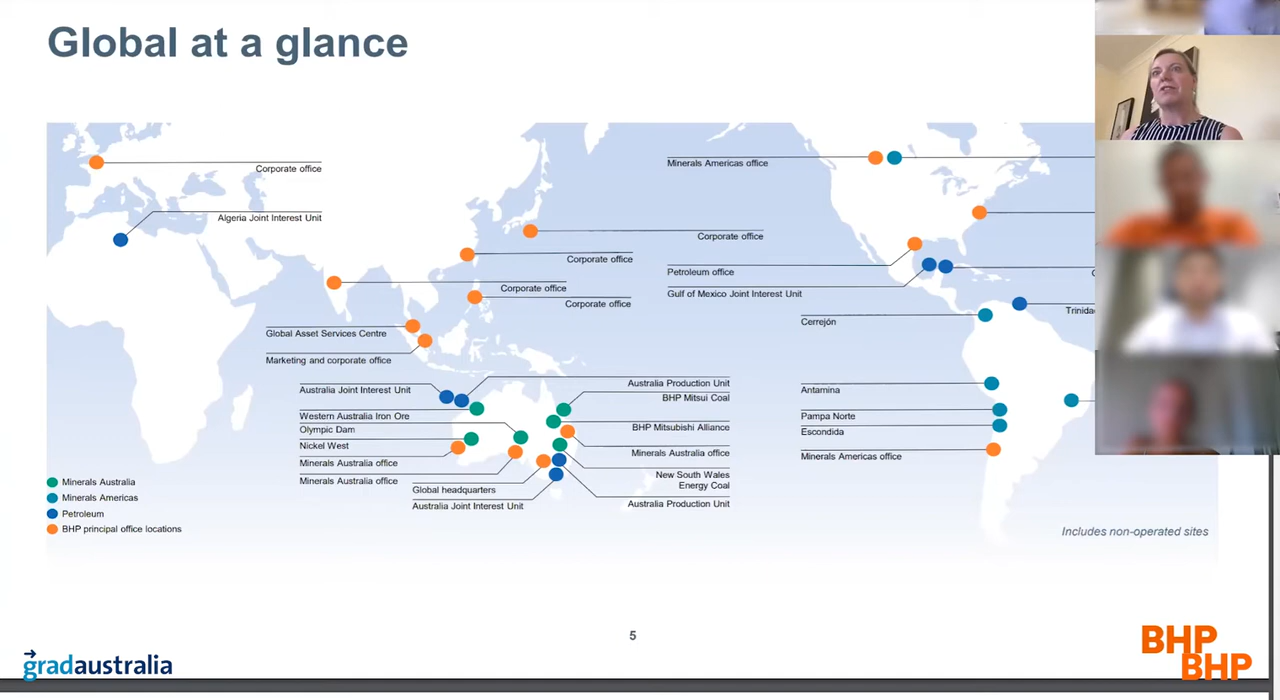 Global at a glance
Corporate office
Algeria Joint Interest Unit
Corporate office
Corporate office
Corporate office
Corporate office
Global Asset Services Centre
Marketing and corporate office
Minerals Americas office
Petroleum office
Gulf of Mexico Joint Interest Unit
Cerrejón
Antamina
Pampa Norte
Escondida
Minerals Americas office
Australia Joint Interest Unit
Western Australia Iron Ore
Olympic Dam
Nickel West
Minerals Australia office
Minerals Australia office
Global headquarters
Australia Joint Interest Unit
Australia Production Unit
BHP Mitsui Coal
BHP Mitsubishi Alliance
Minerals Australia office
New South Wales
Energy Coal
Australia Production Unit
Minerals Australia
Minerals Americas
Petroleum
BHP principal office locations
Includes non-operated sites
5
gradaustralia
BHP
BHP